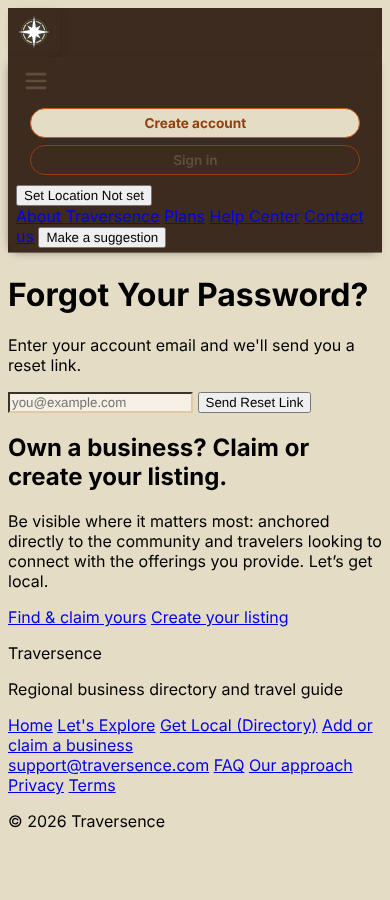 Create account
Sign in
Set Location Not set
About Traversence Plans Help Center Contact
us Make a suggestion
Forgot Your Password?
Enter your account email and we'll send you a
reset link.
you@example.com Send Reset Link
Own a business? Claim or
create your listing.
Be visible where it matters most: anchored
directly to the community and travelers looking to
connect with the offerings you provide. Let’s get
local.
Find & claim yours Create your listing
Traversence
Regional business directory and travel guide
Home Let's Explore Get Local (Directory) Add or
claim a business
support@traversence.com FAQ Our approach
Privacy Terms
© 2026 Traversence